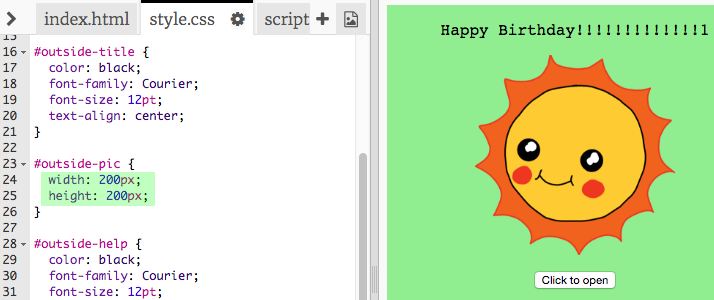 index.html style.css script
15
16 #outside-title {
17 color: black;
18 font-family: Courier;
19 font-size: 12pt;
20 text-align: center;
21 }
22
23 #outside-pic {
24 width: 200px;
25 height: 200px;
26 }
27
28 #outside-help {
29 color: black;
30 font-family: Courier;
31 font-size: 12pt;
Happy Birthday!!!!!!!!!!!!!1
Click to open